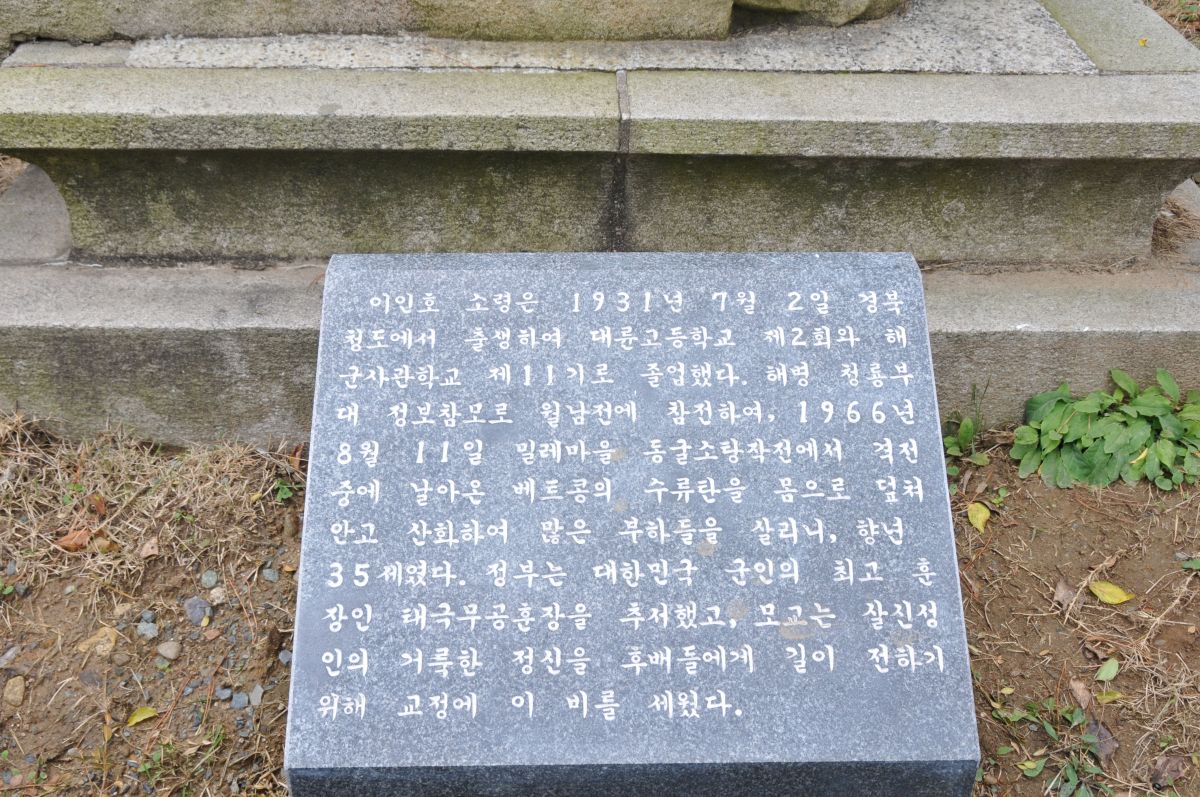 이인호 소령은 1931년 7월 2일 경북
청도에서 출생하여 대륜고등학교 제2회와 해
군사관학교 제11기로 졸업했다. 해병 청룡부
대 정보참모로 월남전에 참전하여, 1966년
8월 11일 밀레마을 동굴소탕작전에서 격전
중에 날아온 베트콩의 수류탄을 몸으로 덮쳐
안고 산화하여 많은 부하들을 살리니, 향년
35세였다. 정부는 대한민국 군인의 최고 훈
장인 태극무공훈장을 추서했고, 모교는 살신성
인의 거룩한 정신을 후배들에게 길이 전하기
위해 교정에 이 비를 세웠다.